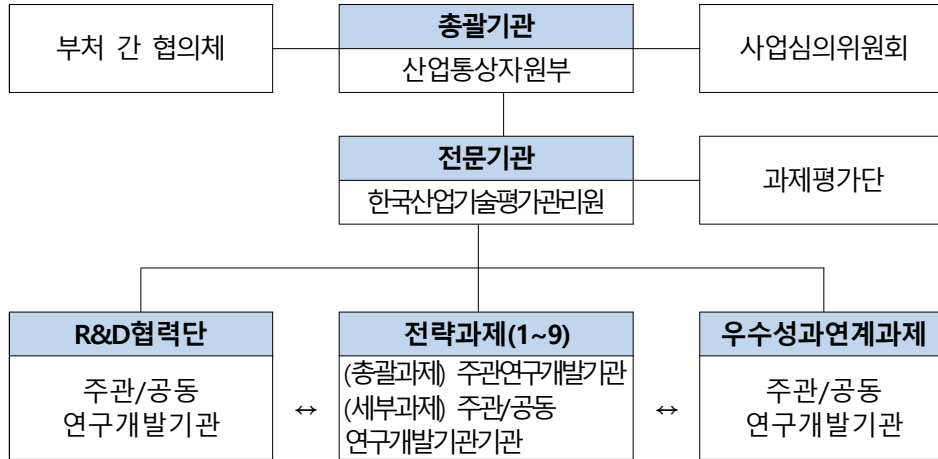 부처 간 협의체
총괄기관
산업통상자원부
사업심의위원회
전문기관
한국산업기술평가관리원
과제평가단
R&D협력단
주관/공동
연구개발기관
↔
전략과제(1~9)
(총괄과제) 주관연구개발기관
(세부과제) 주관/공동
연구개발기관기관
↔
우수성과연계과제
주관/공동
연구개발기관